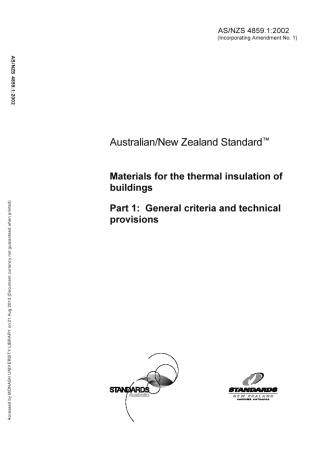 AS/NZS 4859.1:2002
(Incorporating Amendment No. 1)
AS/NZS 4859.1:2002
Australian/New Zealand Standard™
Materials for the thermal insulation of
buildings
Part 1: General criteria and technical
provisions
Accessed by MONASH UNIVERSITY LIBRARY on 21 Aug 2013 (Document currency not guaranteed when printed)
STANDARDS
Australia
STANDARDS
NEW ZEALAND